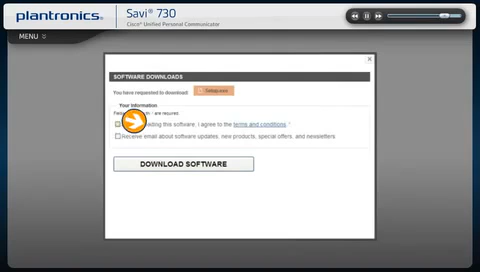 plantronics®
Savi® 730
Cisco® Unified Personal Communicator
MENU
SOFTWARE DOWNLOADS
You have requested to download:
Your Information
are required
this software, I agree to the terms and conditions. *
Receive email about software updates, new products, special offers, and newsletters
DOWNLOAD SOFTWARE